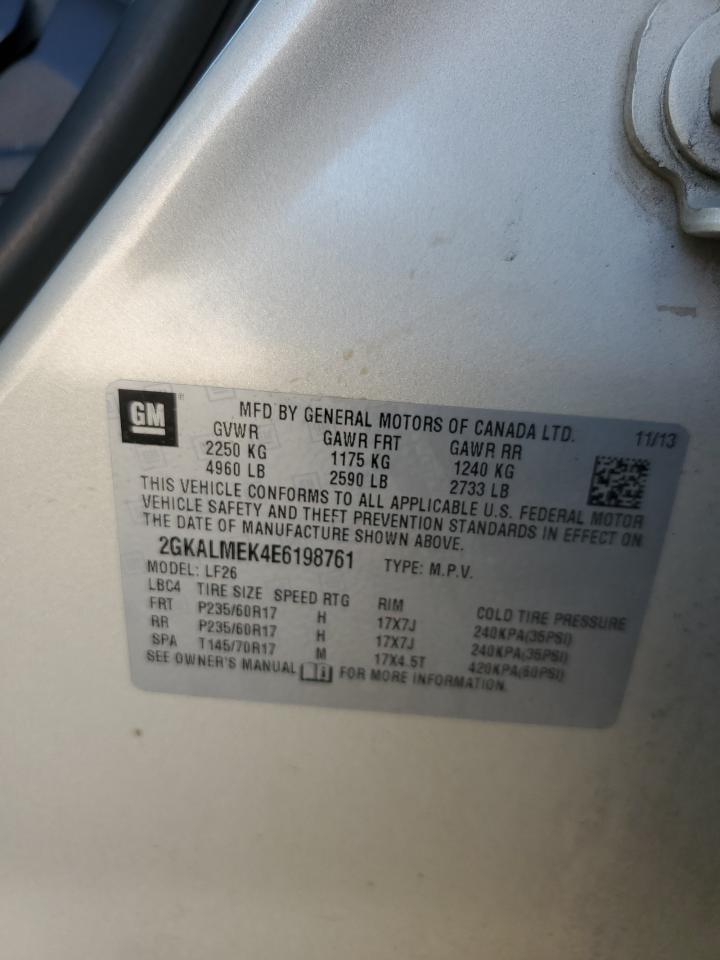 GM ® MFD BY GENERAL MOTORS OF CANADA LTD. 11/13
GVWR GAWR FRT GAWR RR
2250 KG 1175 KG 1240 KG
4960 LB 2590 LB 2733 LB
THIS VEHICLE CONFORMS TO ALL APPLICABLE U.S. FEDERAL MOTOR
VEHICLE SAFETY AND THEFT PREVENTION STANDARDS IN EFFECT ON
THE DATE OF MANUFACTURE SHOWN ABOVE.
2GKALMEK4E6198761 TYPE: M.P.V.
MODEL: LF26
LBC4 TIRE SIZE SPEED RTG RIM COLD TIRE PRESSURE
FRT P235/60R17 H 17X7J 240KPA(35PSI)
RR P235/60R17 H 17X7J 240KPA(35PSI)
SPA T145/70R17 M 17X4.5T 420KPA(60PSI)
SEE OWNER'S MANUAL FOR MORE INFORMATION.